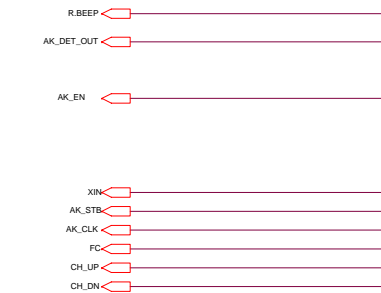 R.BEEP
AK_DET_OUT
AK_EN
XIN
AK_STB
AK_CLK
FC
CH_UP
CH_DN